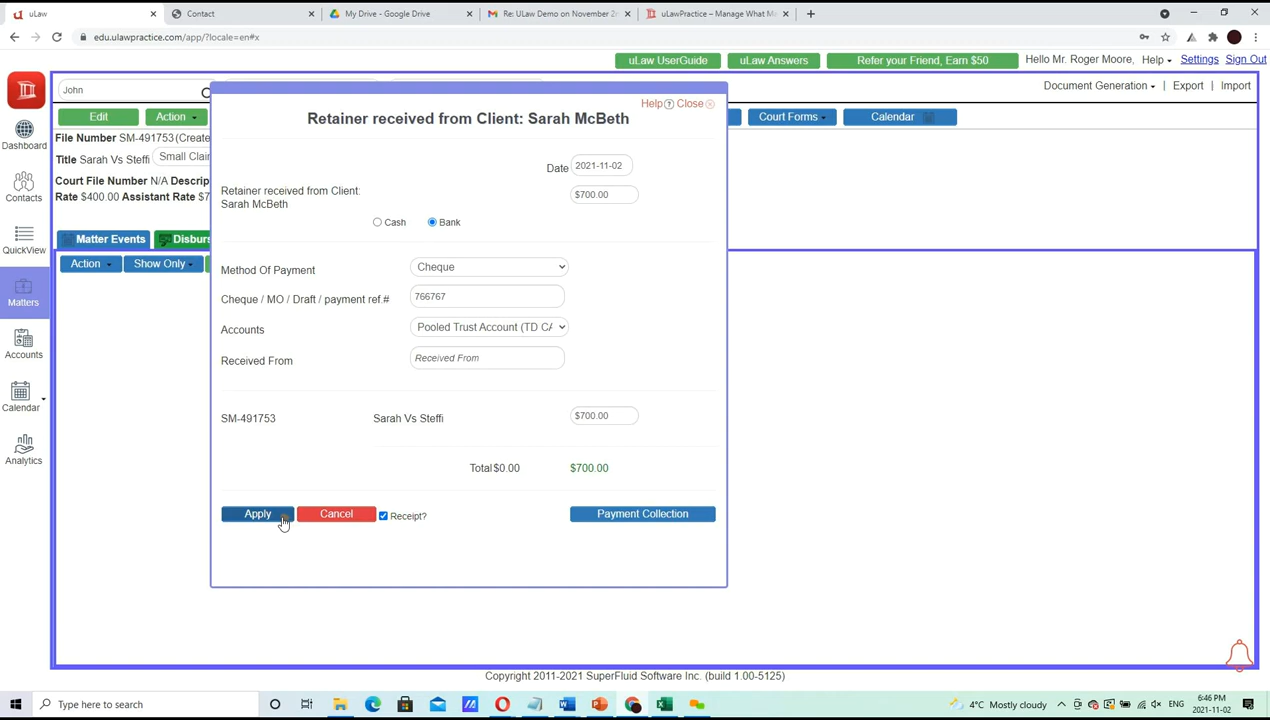 uLaw
Contact
My Drive - Google Drive
Re: ULaw Demo on November 2
uLawPractice – Manage What Ma
edu.ulawpractice.com/app/?locale=en#x
uLaw UserGuide
uLaw Answers
Refer your Friend, Earn $50
Hello Mr. Roger Moore,
Help
Settings
Sign Out
John
Document Generation
Export
Import
Edit
Action
Court Forms
Calendar
File Number SM-491753 (Create
Title Sarah Vs Steffi
Small Clai
Court File Number N/A Descrip
Rate $400.00 Assistant Rate $7
Matter Events
Disburs
Action
Show Only
Dashboard
Contacts
QuickView
Matters
Accounts
Calendar
Analytics
Help
Close
Retainer received from Client: Sarah McBeth
Date
2021-11-02
Retainer received from Client:
Sarah McBeth
$700.00
Cash
Bank
Method Of Payment
Cheque
Cheque / MO / Draft / payment ref.#
766767
Accounts
Pooled Trust Account (TD CA
Received From
Received From
SM-491753
Sarah Vs Steffi
$700.00
Total $0.00
$700.00
Apply
Cancel
Receipt?
Payment Collection
Copyright 2011-2021 SuperFluid Software Inc. (build 1.00-5125)
Type here to search
4°C Mostly cloudy
ENG
6:46 PM
2021-11-02